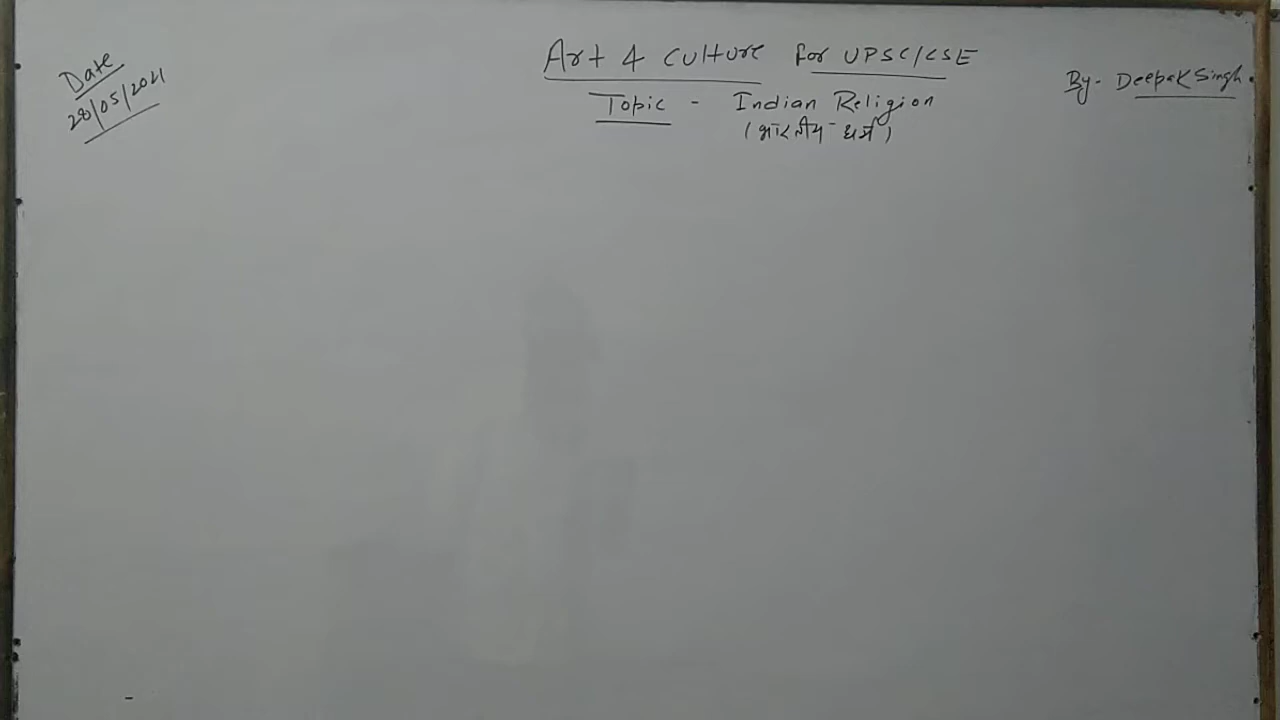 Date
28/05/2021
Art & Culture for UPSC/CSE
By- Deepak Singh.
Topic - Indian Religion
(भारतीय धर्म)